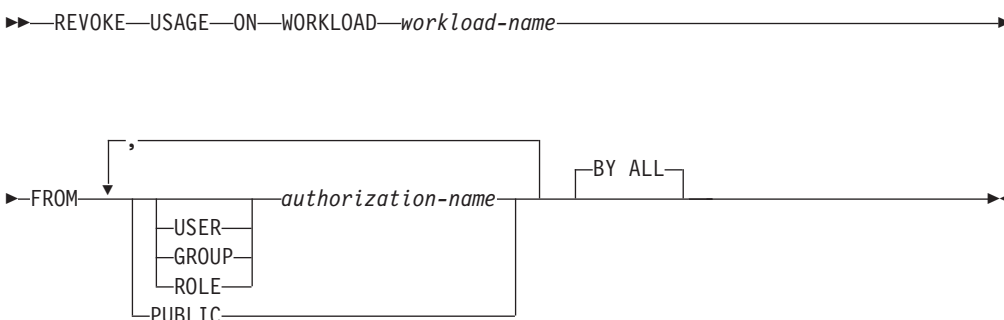 REVOKE USAGE ON WORKLOAD workload-name
,
BY ALL
FROM authorization-name
USER
GROUP
ROLE
PUBLIC